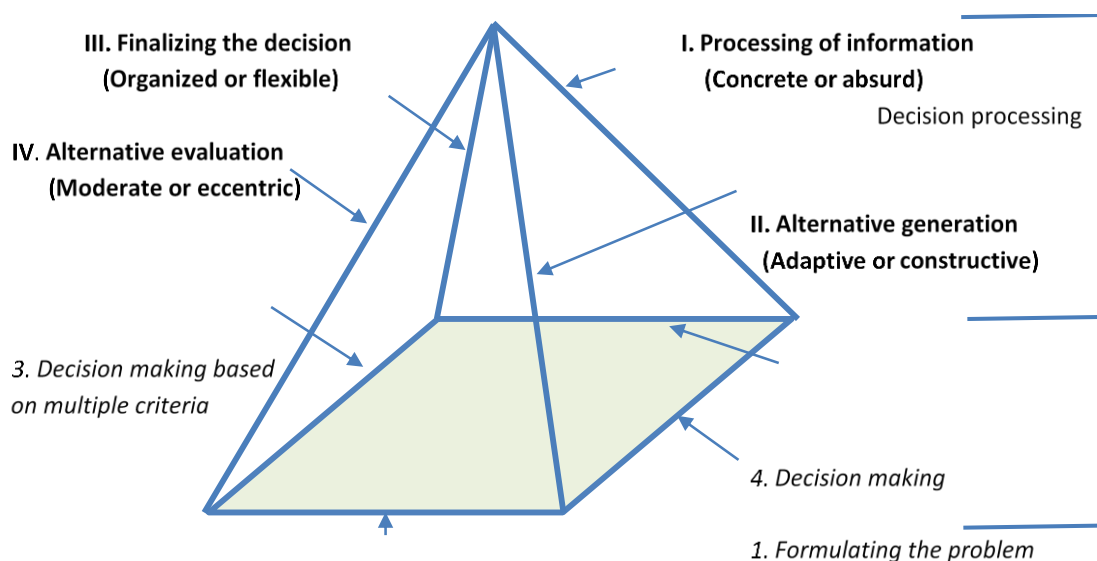 III. Finalizing the decision
(Organized or flexible)
I. Processing of information
(Concrete or absurd)
Decision processing
IV. Alternative evaluation
(Moderate or eccentric)
II. Alternative generation
(Adaptive or constructive)
3. Decision making based
on multiple criteria
4. Decision making
1. Formulating the problem